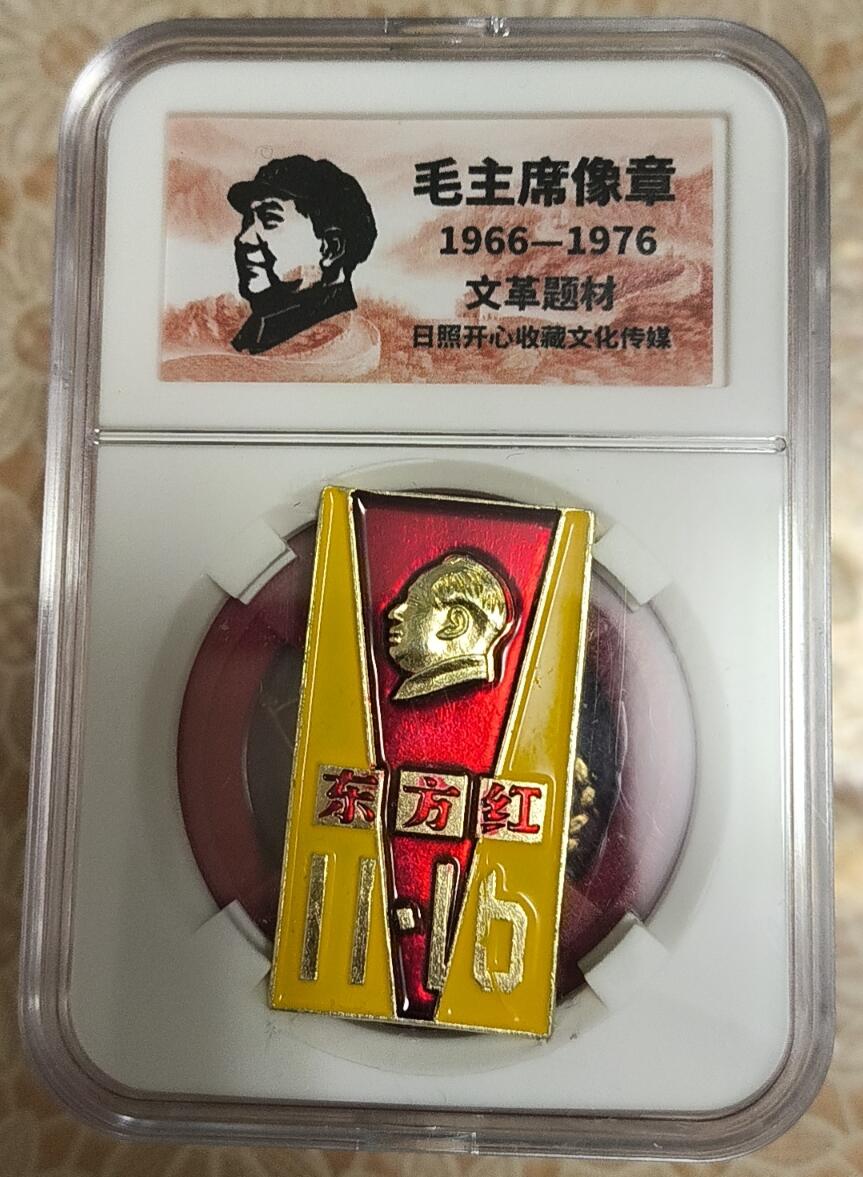 毛主席像章
1966—1976
文革题材
日照开心收藏文化传媒
东方红
11·16